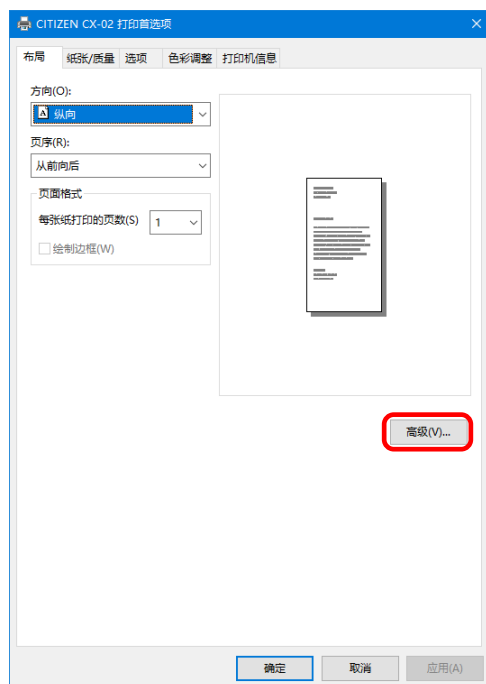 CITIZEN CX-02 打印首选项
布局 纸张/质量 选项 色彩调整 打印机信息
方向(O):
A 纵向
页序(R):
从前向后
页面格式
每张纸打印的页数(S) 1
绘制边框(W)
高级(V)...
确定 取消 应用(A)